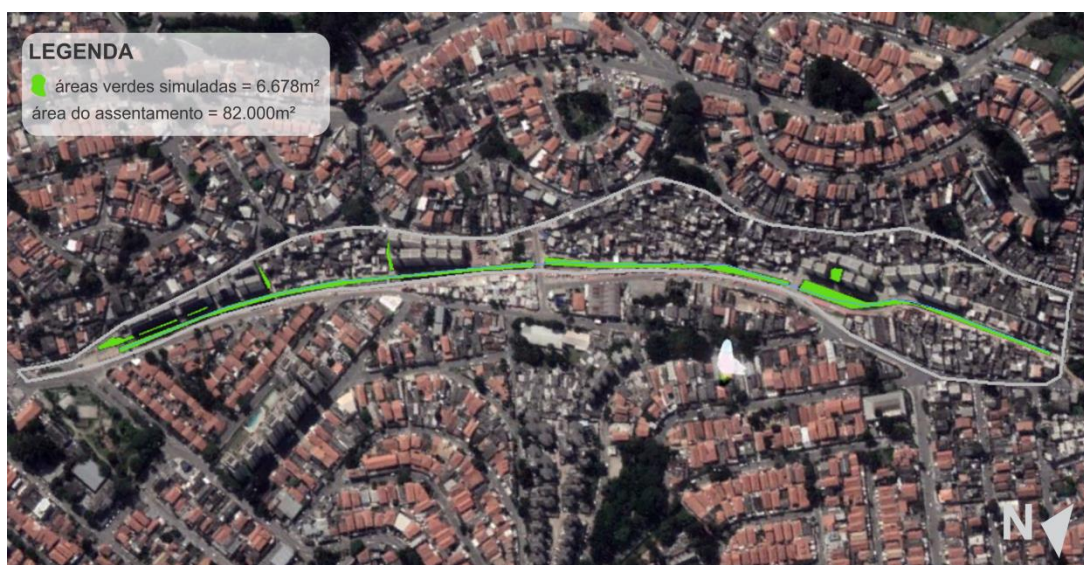 LEGENDA
áreas verdes simuladas = 6.678m²
área do assentamento = 82.000m²
N